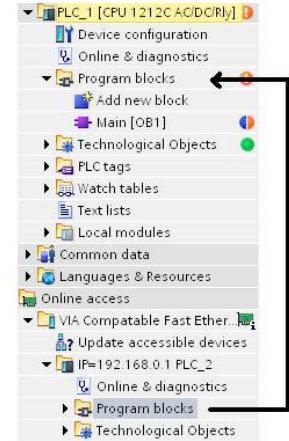 PLC_1 [CPU 1212C AC/DC/Rly]
Device configuration
Online & diagnostics
Program blocks
Add new block
Main [OB1]
Technological Objects
PLC tags
Watch tables
Text lists
Local modules
Common data
Languages & Resources
Online access
VIA Compatable Fast Ether...
Update accessible devices
IP=192.168.0.1 PLC_2
Online & diagnostics
Program blocks
Technological Objects